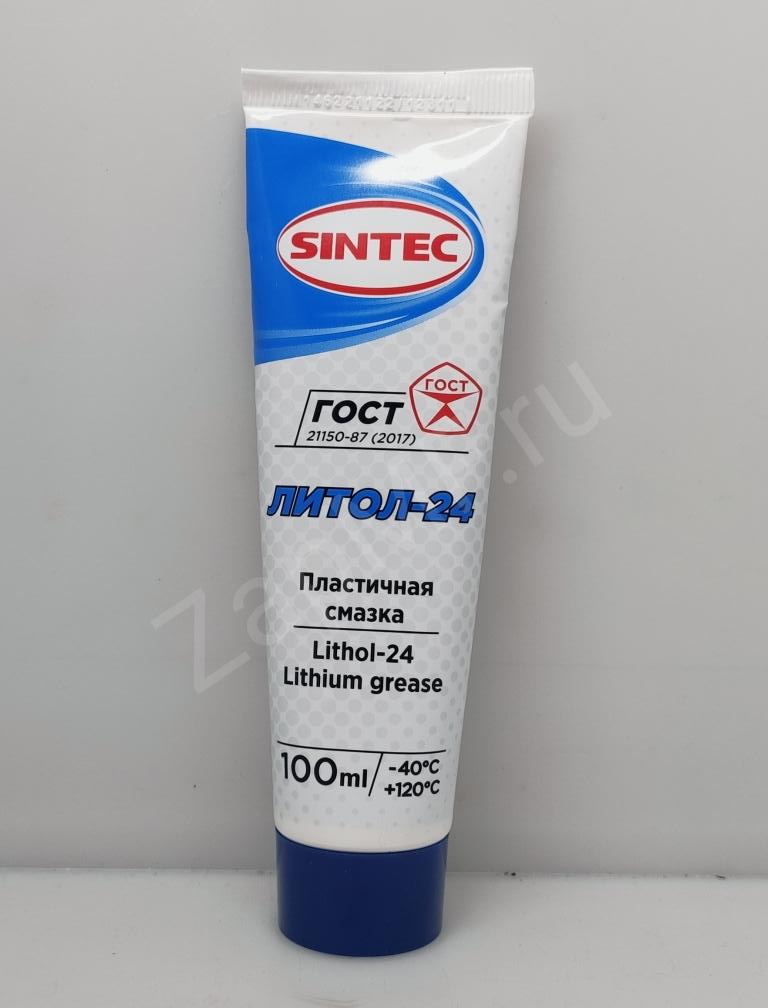 SINTEC
ГОСТ
ГОСТ
21150-87 (2017)
ЛИТОЛ-24
Пластичная
смазка
Lithol-24
Lithium grease
100ml
-40°C
+120°C